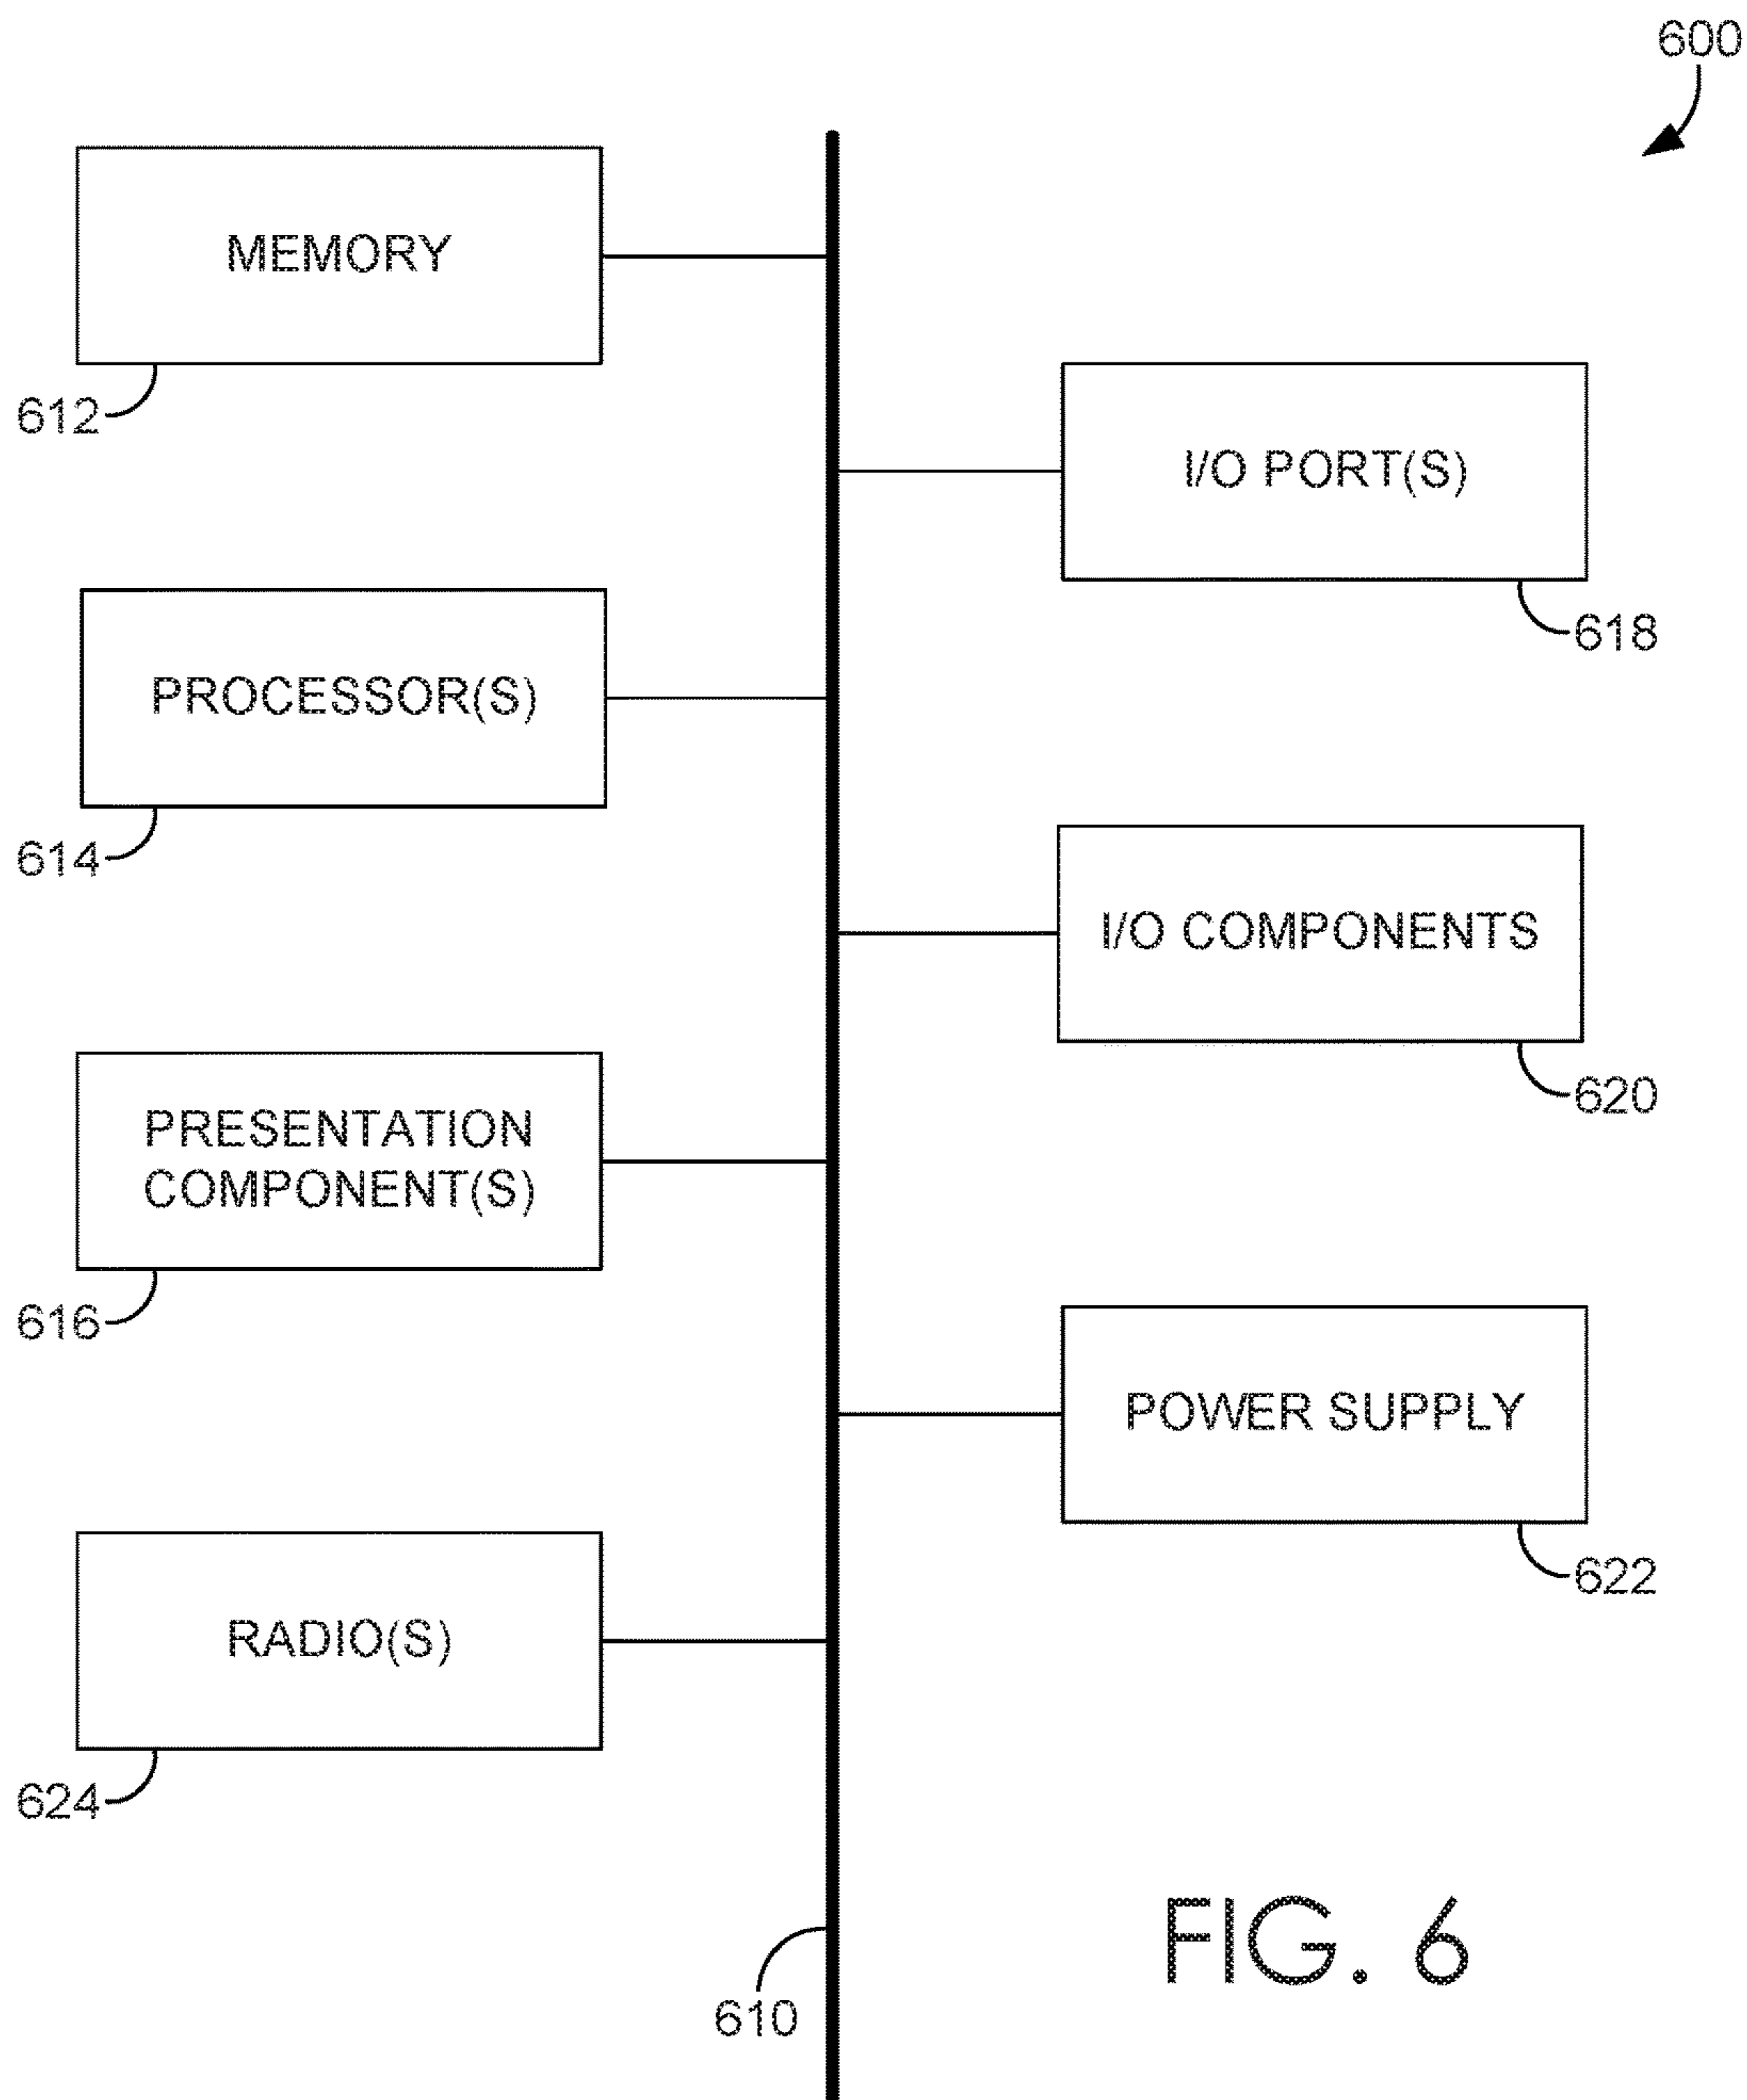 600
MEMORY
612
I/O PORT(S)
618
PROCESSOR(S)
614
I/O COMPONENTS
620
PRESENTATION
COMPONENT(S)
616
POWER SUPPLY
622
RADIO(S)
624
610
FIG. 6